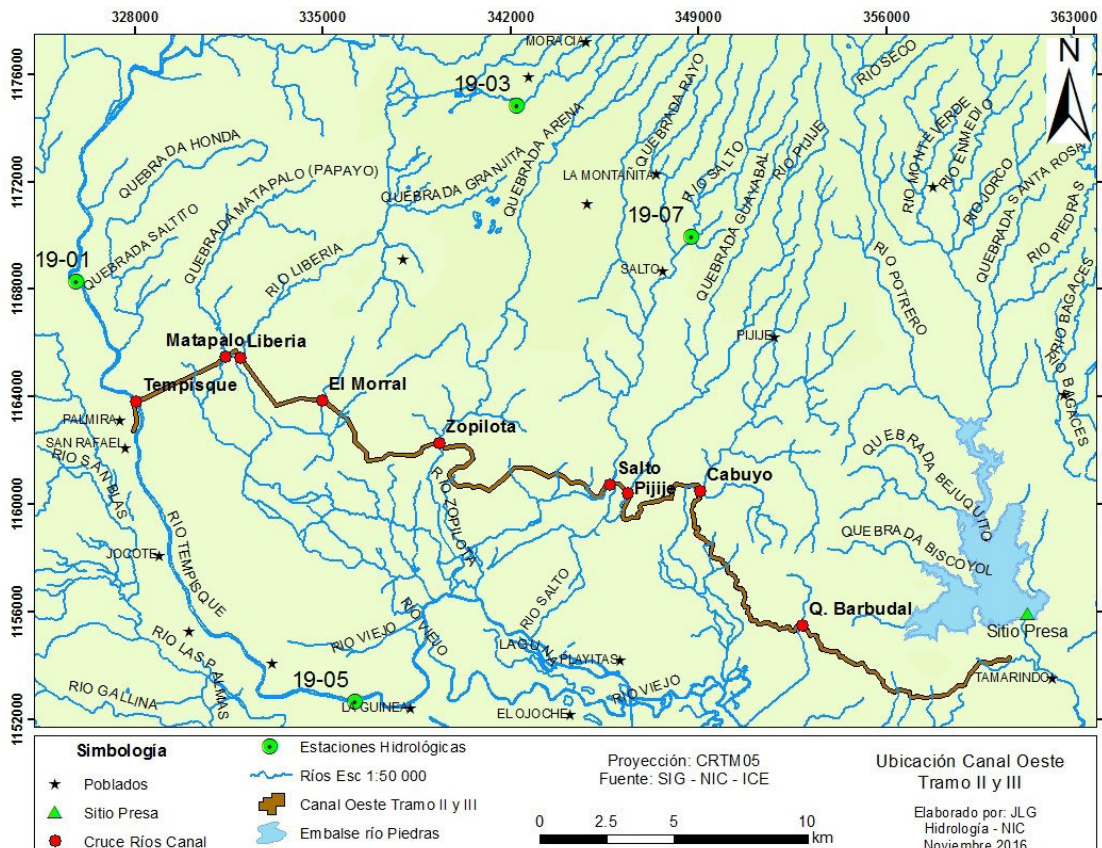 328000 335000 342000 349000 356000 363000
1176000
1172000
1168000
1164000
1160000
1156000
1152000
N
MORACIA
19-03
RIO SECO
QUEBRADA RAYO
QUEBRADA HONDA
QUEBRADA ARENA
RIO MONTEVERDE
RIO ENMEDIO
RIO PIJIJE
RIO SALTO
LA MONTAÑITA
QUEBRADA MATAPALO (PAPAYO)
QUEBRADA GRANJITA
RIO JORCO
QUEBRADA SANTA ROSA
RIO PIEDRAS
19-07
QUEBRADA GUAYABAL
QUEBRADA SALTITO
19-01
RIO LIBERIA
SALTO
RIO POTRERO
RIO BAGACES
RIO BAGACES
PIJIJE
Matapalo
Liberia
Tempisque
El Morral
PALMIRA
SAN RAFAEL
RIO SAN BLAS
Zopilota
RIO ZOPILOTA
Salto
Pijije
Cabuyo
QUEBRADA BEJUQUITO
QUEBRADA BISCOYOL
JOCOTE
RIO TEMPISQUE
RIO SALTO
Q. Barbudal
Sitio Presa
RIO VIEJO
RIO VIEJO
LAGUNA
PLAYITAS
RIO VIEJO
TAMARINDO
RIO LAS PALMAS
RIO GALLINA
19-05
LA GUINEA
EL OJOCHE
Simbología
Poblados
Sitio Presa
Cruce Ríos Canal
Estaciones Hidrológicas
Ríos Esc 1:50 000
Canal Oeste Tramo II y III
Embalse río Piedras
Proyección: CRTM05
Fuente: SIG - NIC - ICE
0 2.5 5 10
km
Ubicación Canal Oeste
Tramo II y III
Elaborado por: JLG
Hidrología - NIC
Noviembre 2016